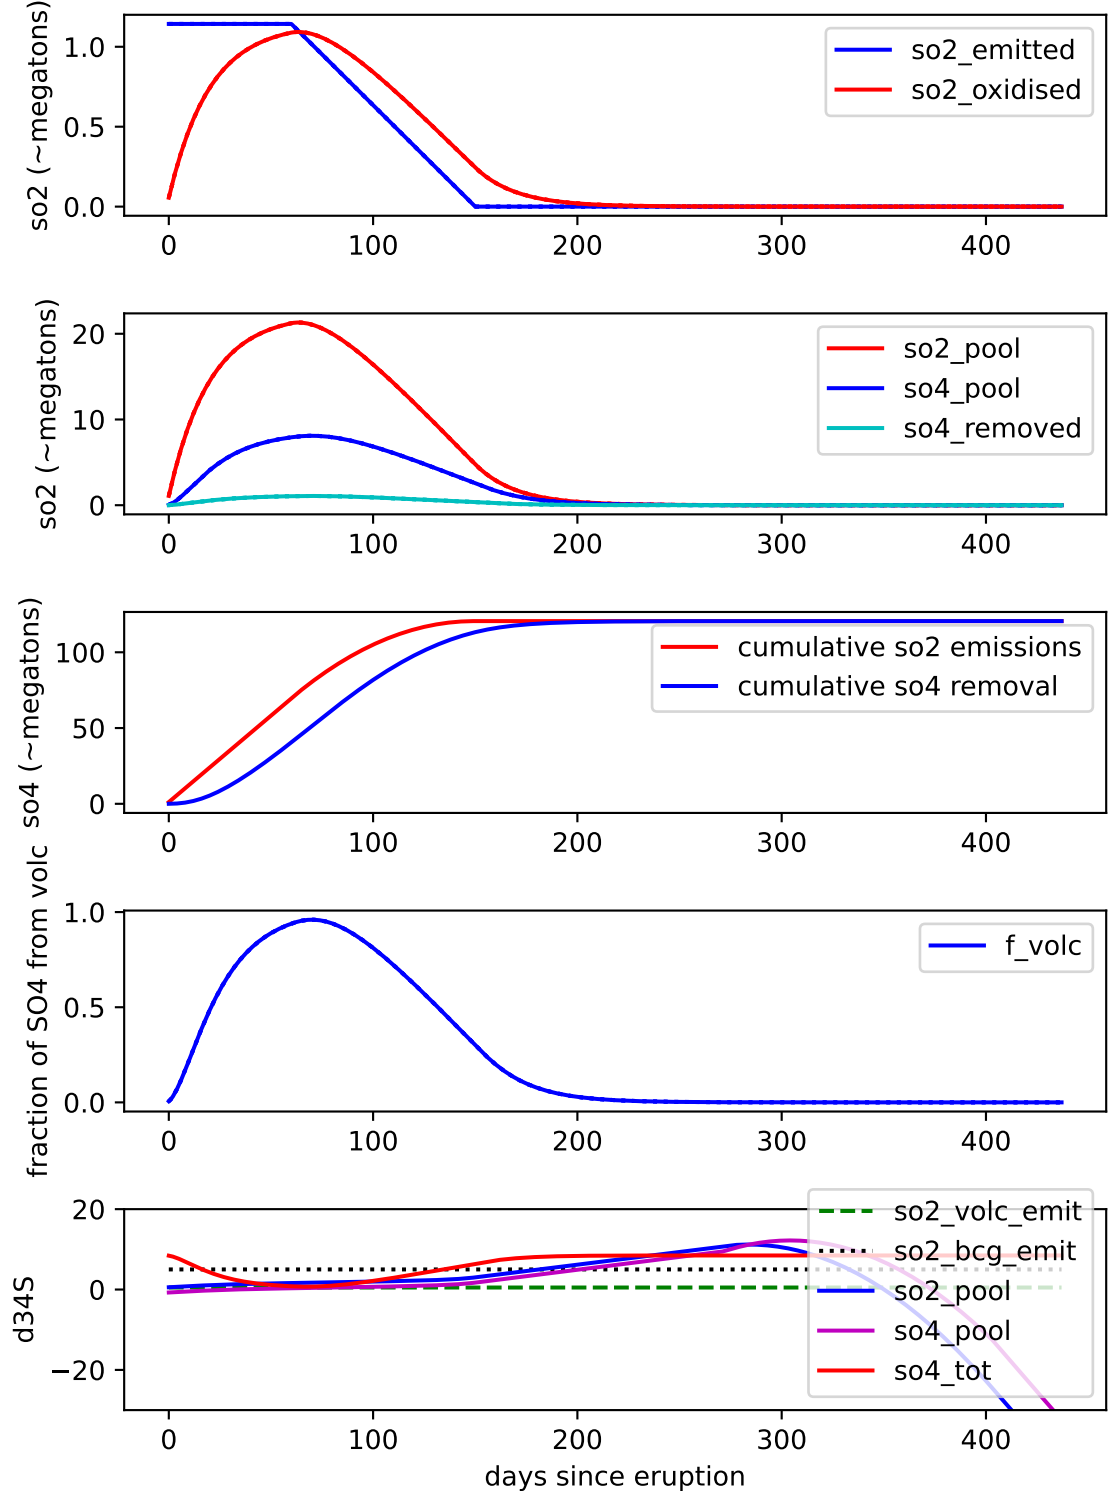 so2 (~megatons)
1.0
0.5
0.0
so2_emitted
so2_oxidised
0 100 200 300 400
so2 (~megatons)
20
10
0
so2_pool
so4_pool
so4_removed
0 100 200 300 400
so4 (~megatons)
100
50
0
cumulative so2 emissions
cumulative so4 removal
0 100 200 300 400
fraction of SO4 from volc
1.0
0.5
0.0
f_volc
0 100 200 300 400
d34S
20
0
−20
so2_volc_emit
so2_bcg_emit
so2_pool
so4_pool
so4_tot
0 100 200 300 400
days since eruption